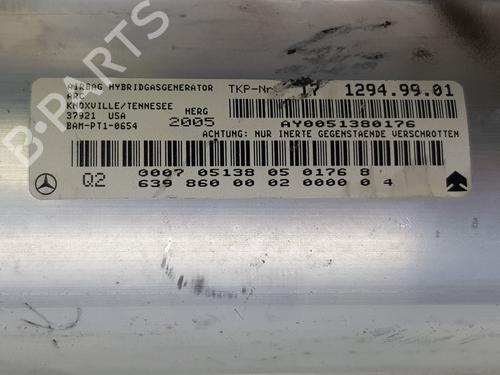 AIRBAG HYBRIDGASGENERATOR
ARC
KNOXVILLE/TENNESEE
37921 USA
BAM-PT1-0654
HERG
2005
TKP-Nr. 17 1294.99.01
AY0051380176
ACHTUNG: NUR INERTE GEGENSTAENDE VERSCHROTTEN
Q2
0007 05138 05 0176 8
639 860 00 02 0000 0 4